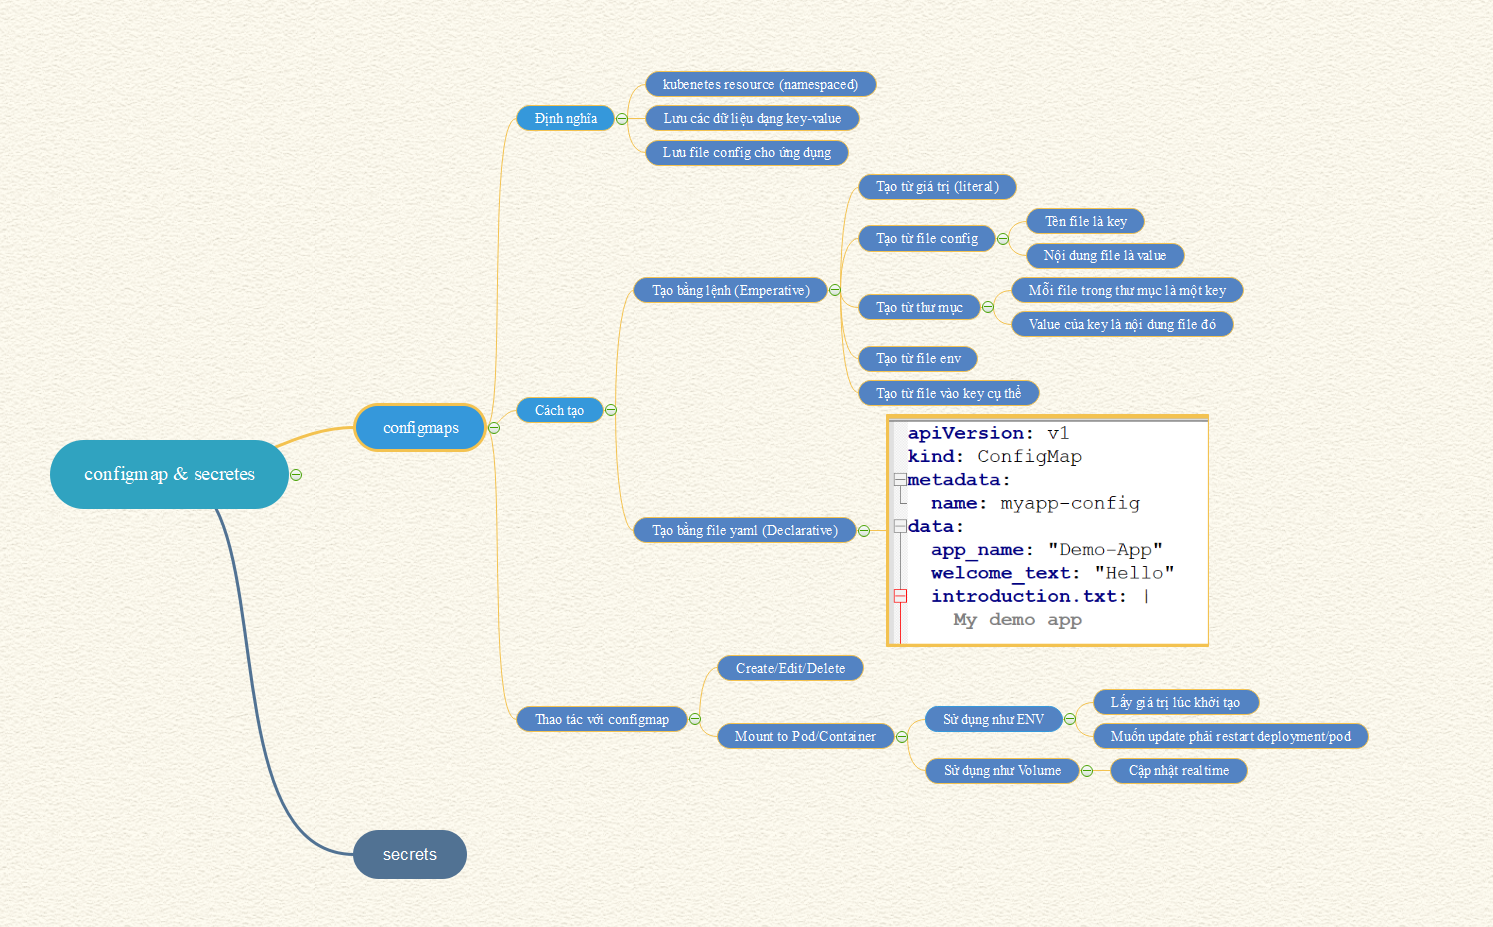 configmap & secretes
configmaps
Định nghĩa
kubenetes resource (namespaced)
Lưu các dữ liệu dạng key-value
Lưu file config cho ứng dụng
Cách tạo
Tạo bằng lệnh (Emperative)
Tạo từ giá trị (literal)
Tạo từ file config
Tên file là key
Nội dung file là value
Tạo từ thư mục
Mỗi file trong thư mục là một key
Value của key là nội dung file đó
Tạo từ file env
Tạo từ file vào key cụ thể
Tạo bằng file yaml (Declarative)
apiVersion: v1
kind: ConfigMap
metadata:
  name: myapp-config
data:
  app_name: "Demo-App"
  welcome_text: "Hello"
  introduction.txt: |
    My demo app
Thao tác với configmap
Create/Edit/Delete
Mount to Pod/Container
Sử dụng như ENV
Lấy giá trị lúc khởi tạo
Muốn update phải restart deployment/pod
Sử dụng như Volume
Cập nhật realtime
secrets